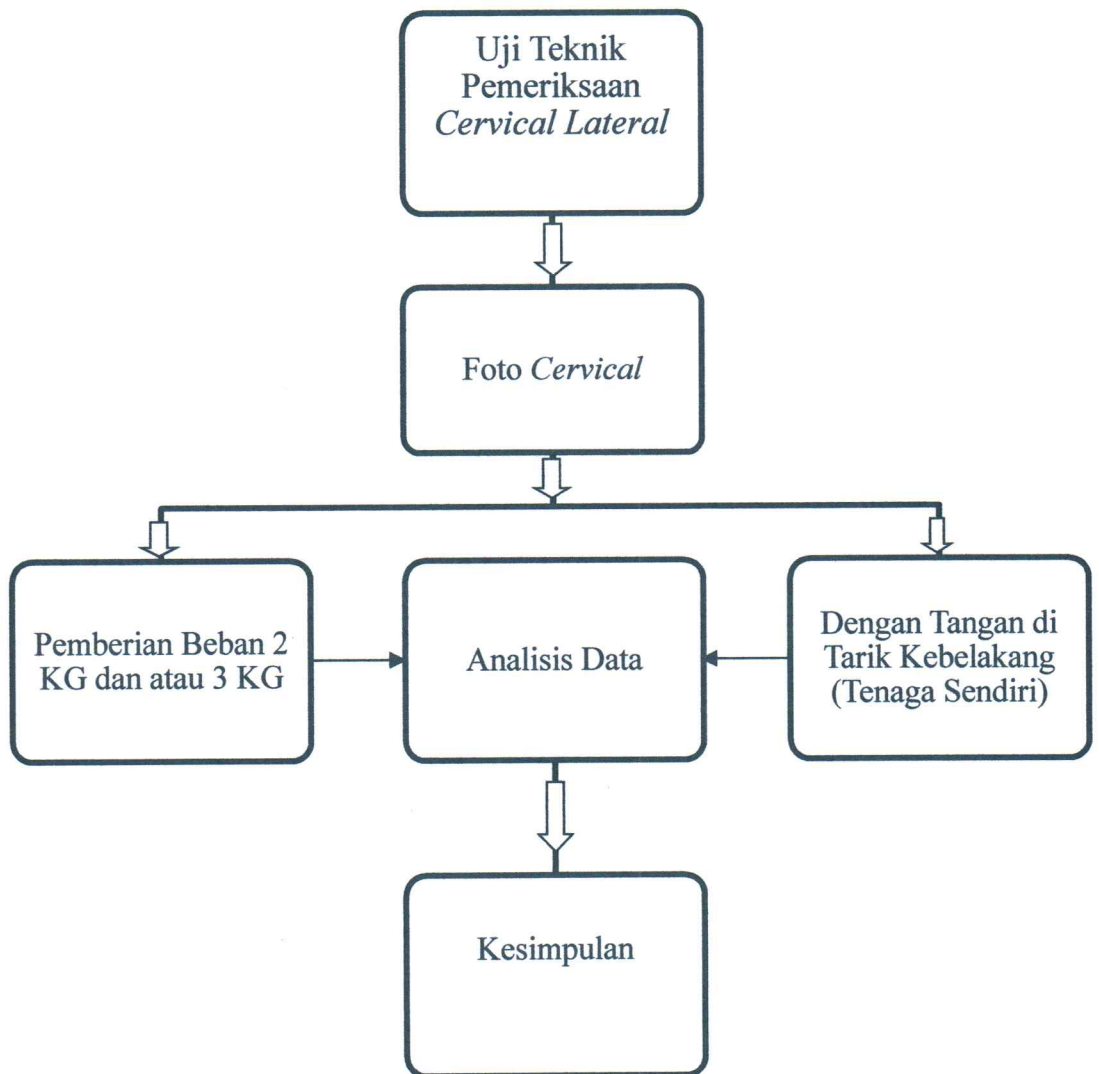 Uji Teknik
Pemeriksaan
Cervical Lateral
Foto Cervical
Pemberian Beban 2
KG dan atau 3 KG
Analisis Data
Dengan Tangan di
Tarik Kebelakang
(Tenaga Sendiri)
Kesimpulan